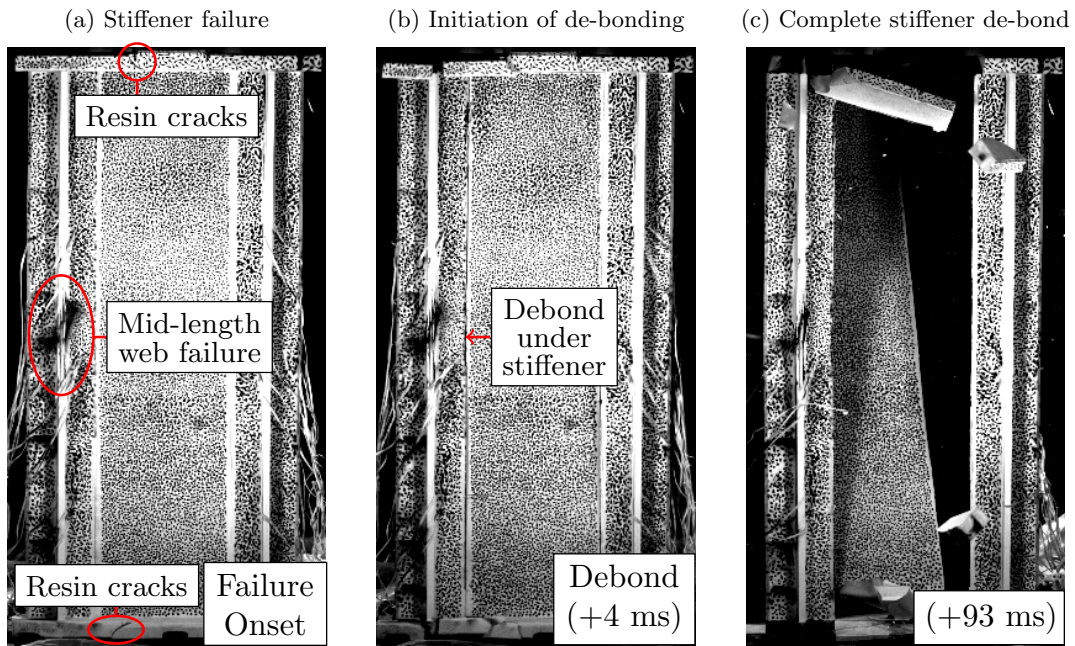 (a) Stiffener failure
(b) Initiation of de-bonding
(c) Complete stiffener de-bond
Resin cracks
Mid-length
web failure
Debond
under
stiffener
Resin cracks
Failure
Onset
Debond
(+4 ms)
(+93 ms)